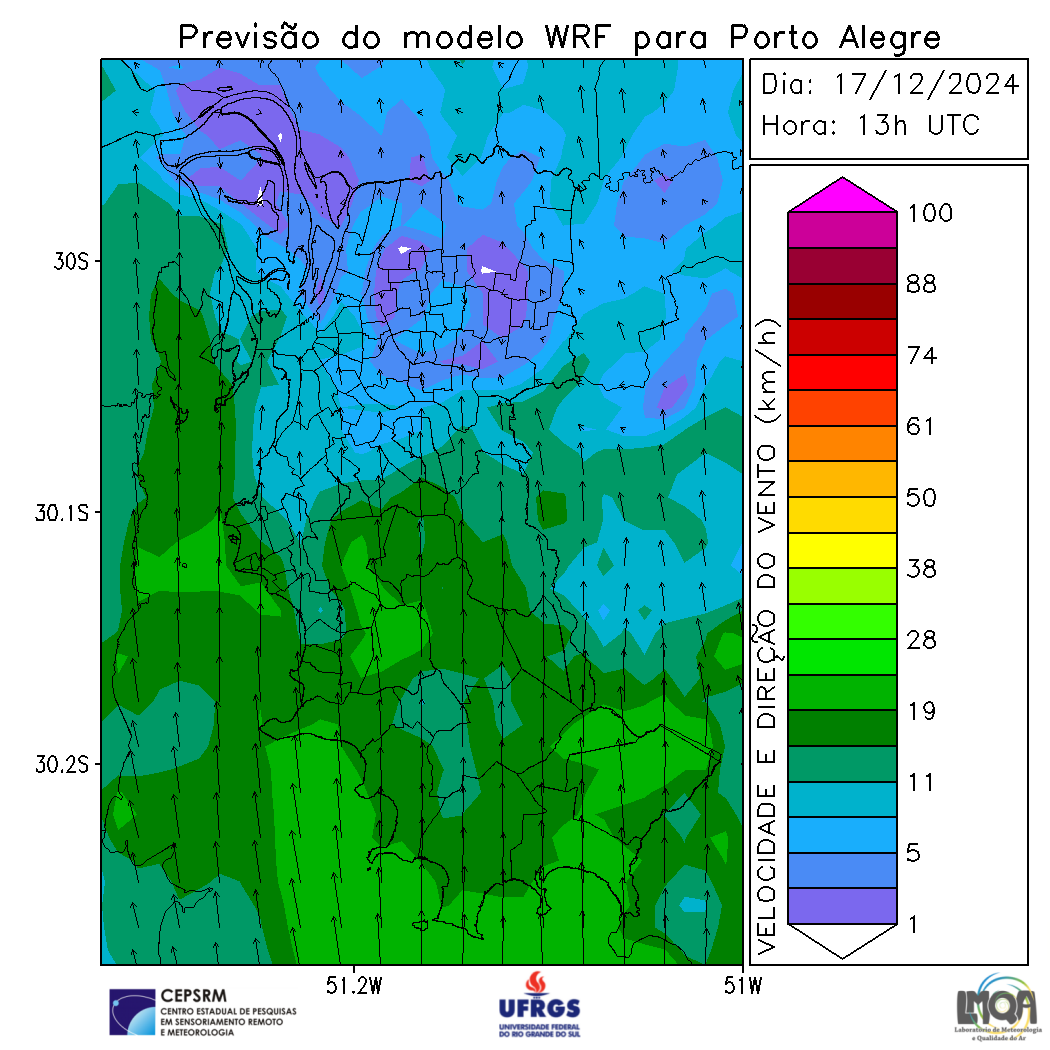 Previsão do modelo WRF para Porto Alegre
Dia: 17/12/2024
Hora: 13h UTC
30S
30.1S
30.2S
51.2W
51W
VELOCIDADE E DIREÇÃO DO VENTO (km/h)
100
88
74
61
50
38
28
19
11
5
1
CEPSRM
CENTRO ESTADUAL DE PESQUISAS
EM SENSORIAMENTO REMOTO
E METEOROLOGIA
UFRGS
UNIVERSIDADE FEDERAL
DO RIO GRANDE DO SUL
LMQA
Laboratório de Meteorologia
e Qualidade do Ar